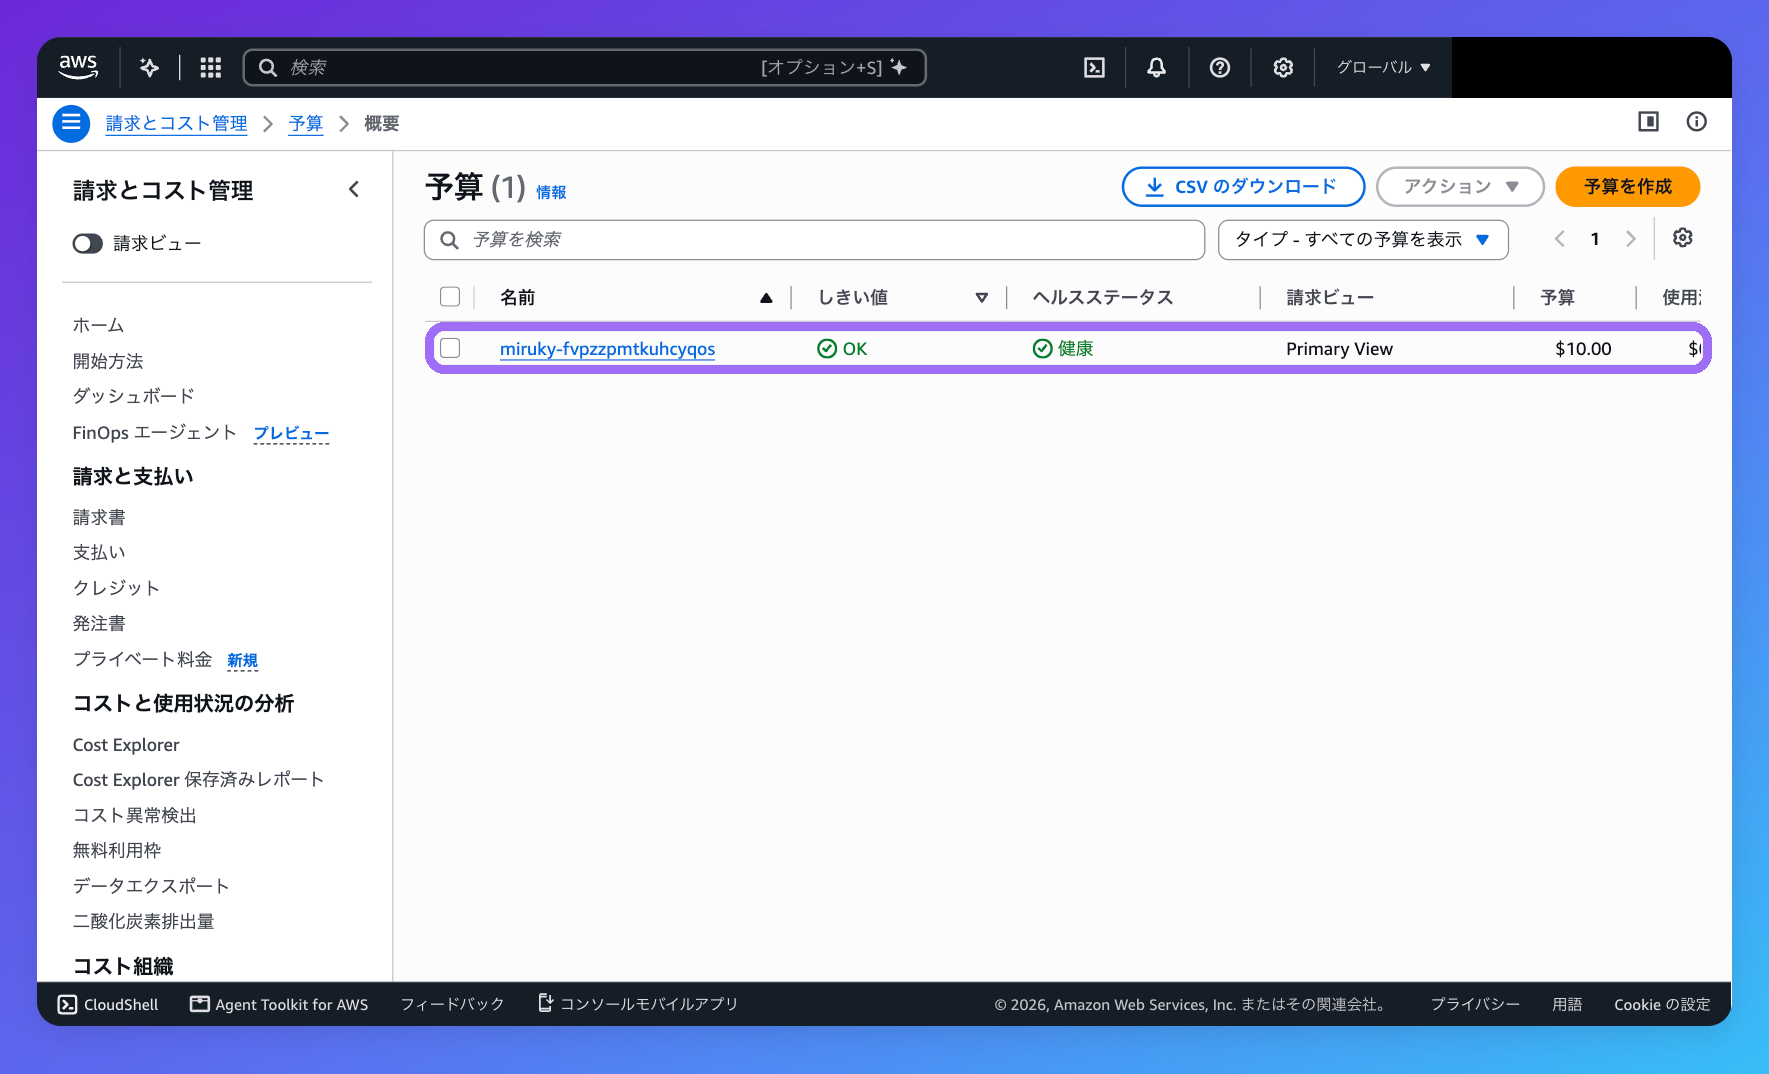 aws
検索 [オプション+S]
グローバル ▼
請求とコスト管理 > 予算 > 概要
請求とコスト管理
請求ビュー
ホーム
開始方法
ダッシュボード
FinOps エージェント プレビュー
請求と支払い
請求書
支払い
クレジット
発注書
プライベート料金 新規
コストと使用状況の分析
Cost Explorer
Cost Explorer 保存済みレポート
コスト異常検出
無料利用枠
データエクスポート
二酸化炭素排出量
コスト組織
予算 (1) 情報
CSV のダウンロード
アクション ▼
予算を作成
予算を検索
タイプ - すべての予算を表示 ▼
1
名前 しきい値 ヘルスステータス 請求ビュー 予算 使用
miruky-fvpzzpmtkuhcyqos OK 健康 Primary View $10.00 $
CloudShell Agent Toolkit for AWS フィードバック コンソールモバイルアプリ © 2026, Amazon Web Services, Inc. またはその関連会社。 プライバシー 用語 Cookie の設定